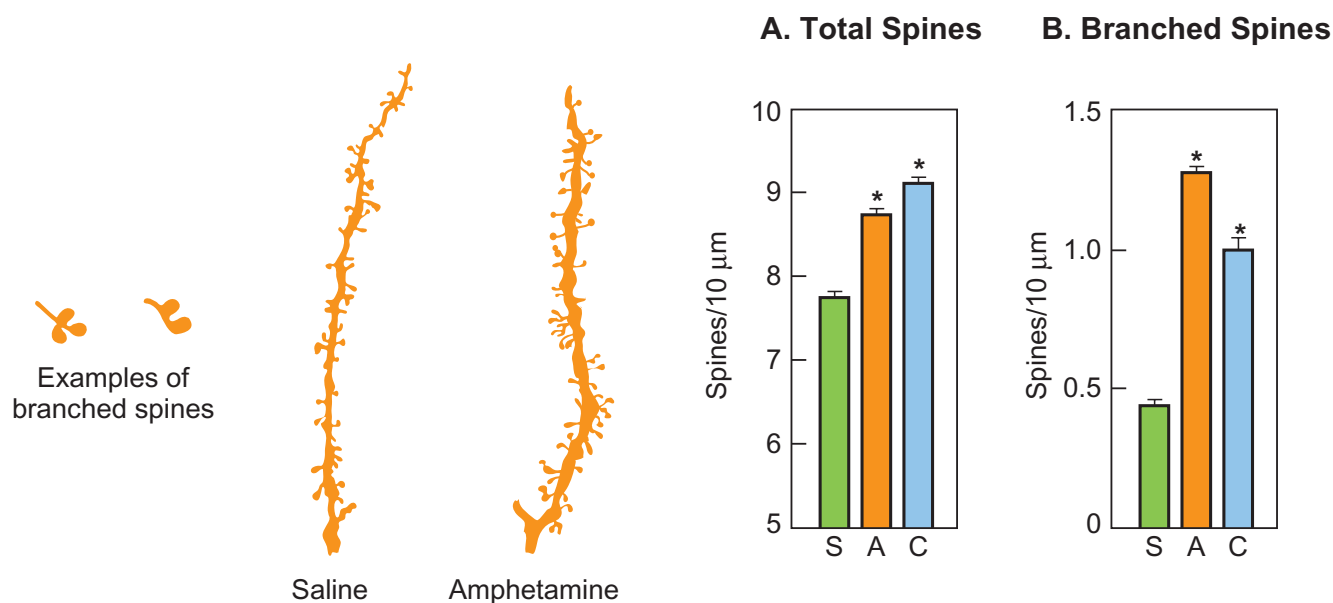 A. Total Spines
B. Branched Spines
Examples of
branched spines
Saline
Amphetamine
Spines/10 μm
10
9
8
7
6
5
*
*
S A C
Spines/10 μm
1.5
1.0
0.5
0
*
*
S A C